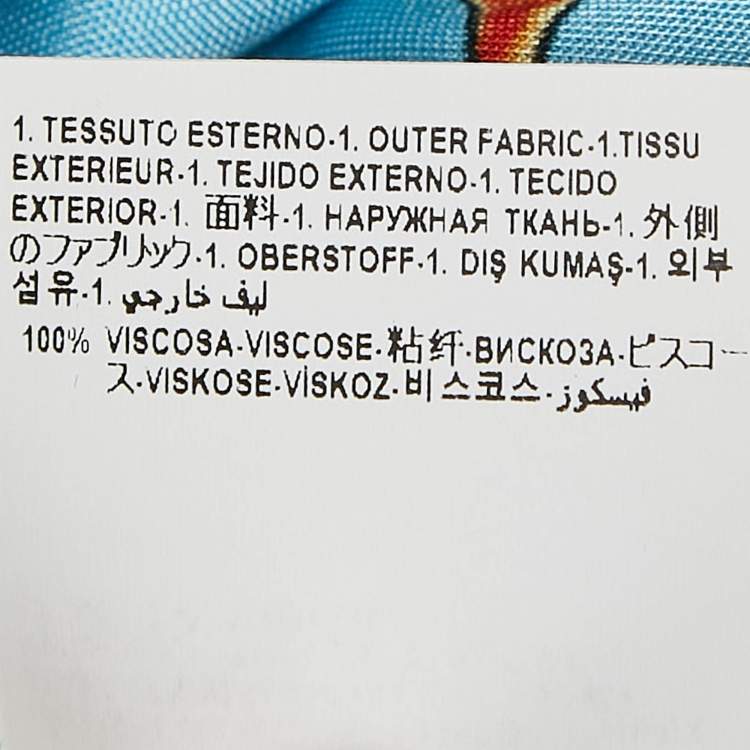 1. TESSUTO ESTERNO-1. OUTER FABRIC-1.TISSU
EXTERIEUR-1. TEJIDO EXTERNO-1. TECIDO
EXTERIOR-1. 面料-1. НАРУЖНАЯ ТКАНЬ-1. 外側
のファブリック-1. OBERSTOFF-1. DIŞ KUMAŞ-1. 외부
섬유-1. ليف خارجي
100% VISCOSA-VISCOSE-粘纤-ВИСКОЗА-ビスコー
ス-VISKOSE-VİSKOZ-비스코스-فيسكوز